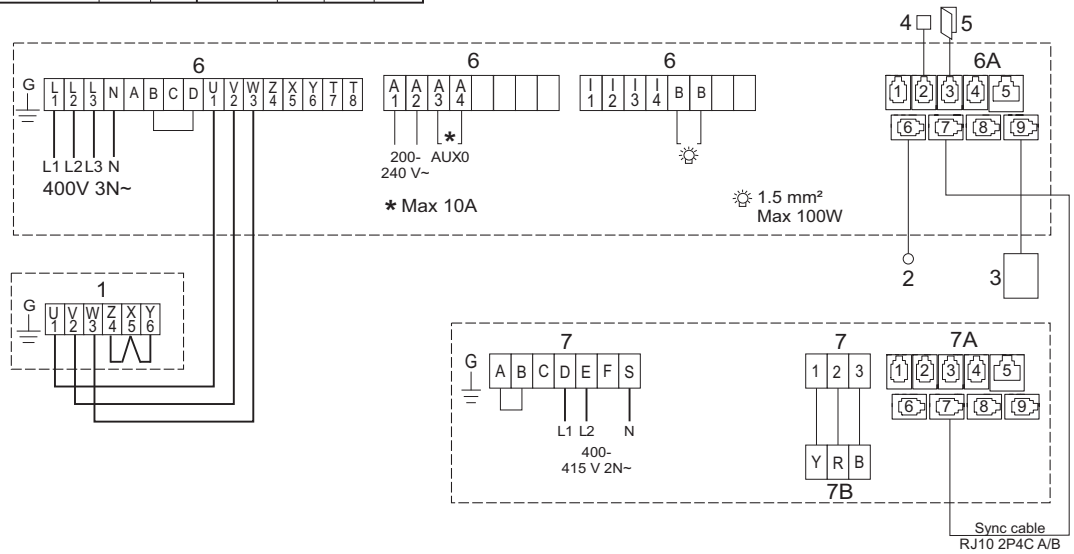 4 5
6 6 6 6A
G L1 L2 L3 N A B C D U1 V2 W3 Z4 X5 Y6 T7 T8
A1 A2 A3 A4
I1 I2 I3 I4 B B
1 2 3 4 5
6 7 8 9
L1 L2 L3 N
400V 3N~
200- 240 V~
* AUX0
* Max 10A
1.5 mm²
Max 100W
2 3
1
G U1 V2 W3 Z4 X5 Y6
7 7 7A
G A B C D E F S
1 2 3
1 2 3 4 5
6 7 8 9
L1 L2 N
400-
415 V 2N~
Y R B
7B
Sync cable
RJ10 2P4C A/B